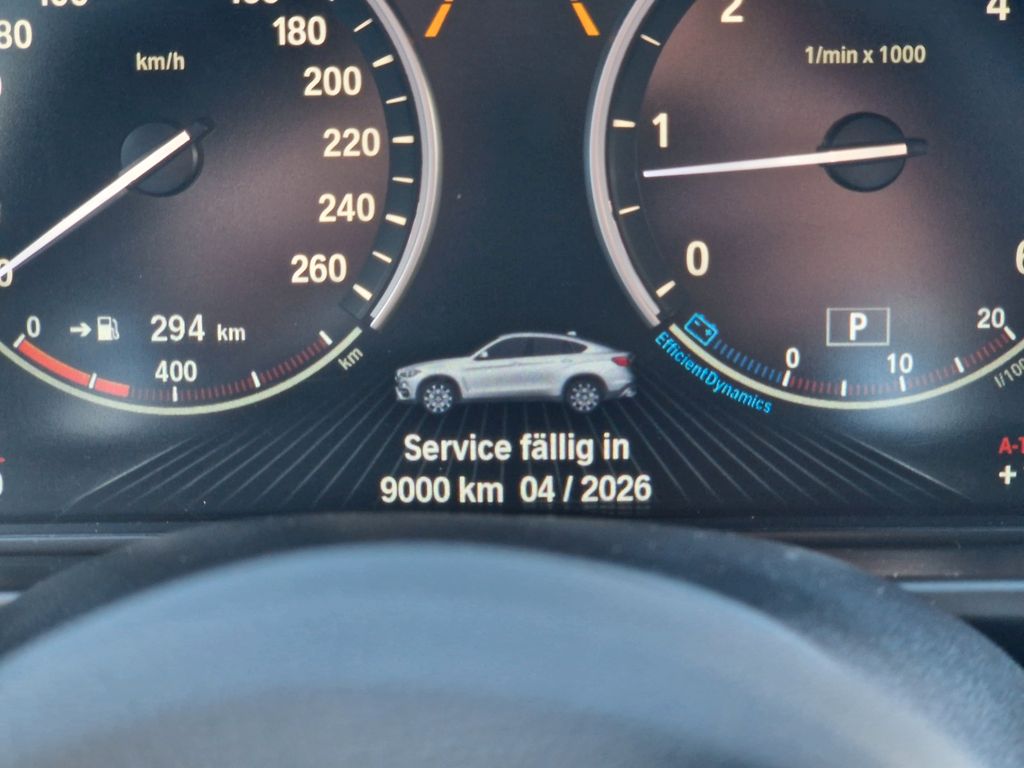 180
200
220
240
260
km/h
0
294 km
400
km
2
4
1/min x 1000
1
0
P
EfficientDynamics
0
10
20
Service fällig in
9000 km 04 / 2026